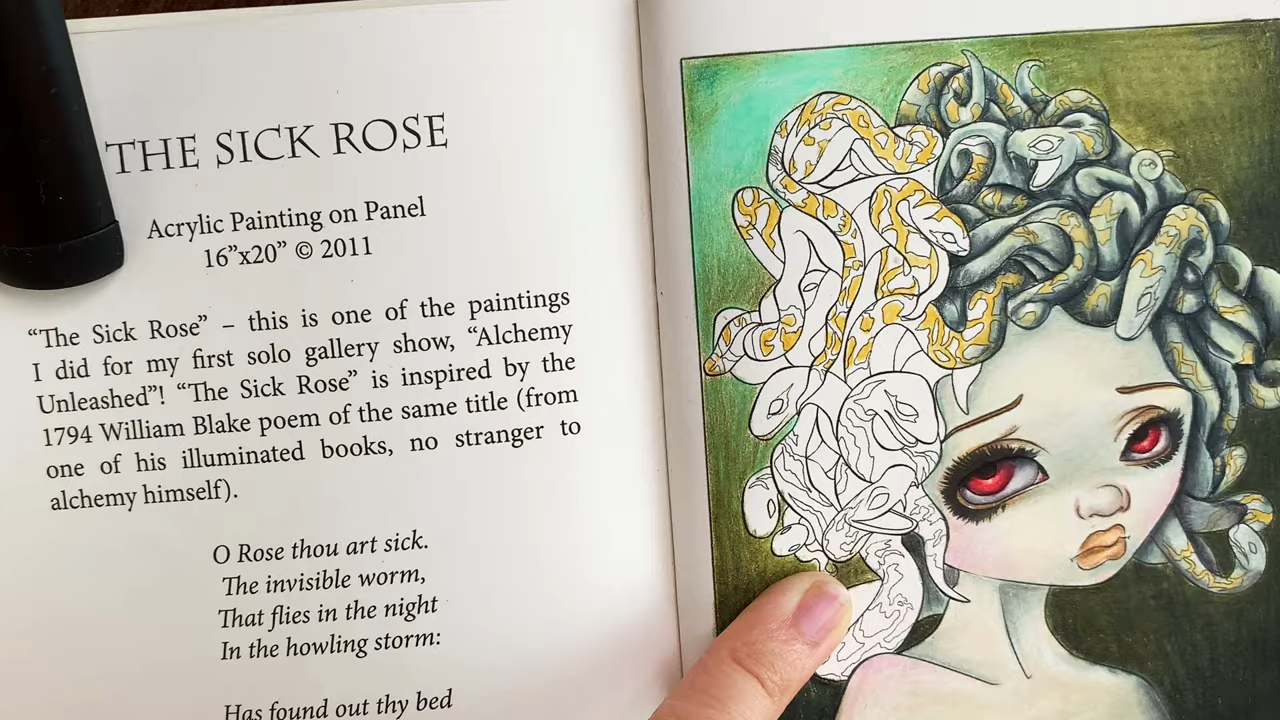 THE SICK ROSE
Acrylic Painting on Panel
16”x20” © 2011
“The Sick Rose” – this is one of the paintings
I did for my first solo gallery show, “Alchemy
Unleashed”! “The Sick Rose” is inspired by the
1794 William Blake poem of the same title (from
one of his illuminated books, no stranger to
alchemy himself).
O Rose thou art sick.
The invisible worm,
That flies in the night
In the howling storm:
Has found out thy bed